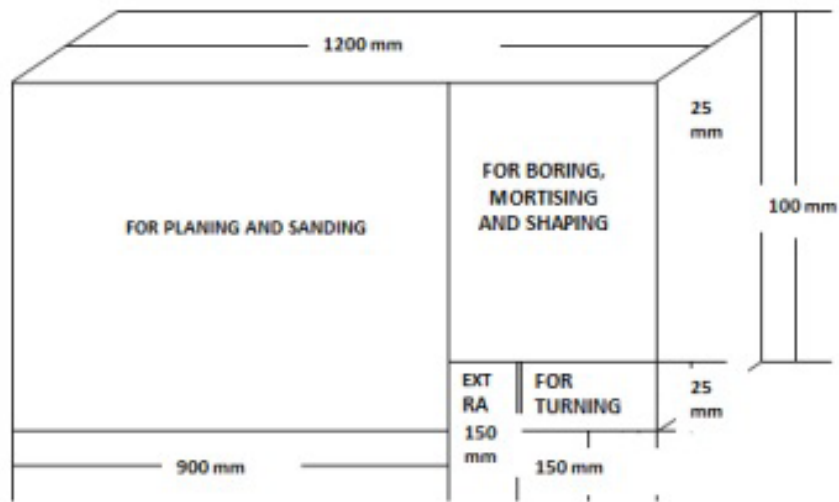 1200 mm
25
mm
FOR BORING,
MORTISING
AND SHAPING
100 mm
FOR PLANING AND SANDING
EXT
RA
FOR
TURNING
25
mm
150
mm
900 mm
150 mm